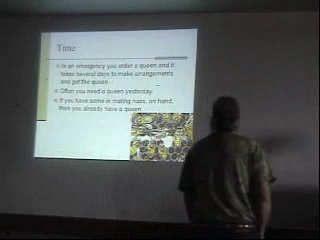 Time
In an emergency you order a queen and it
takes several days to make arrangements
and get the queen
Often you need a queen yesterday.
If you have some in mating nucs, on hand,
then you already have a queen.